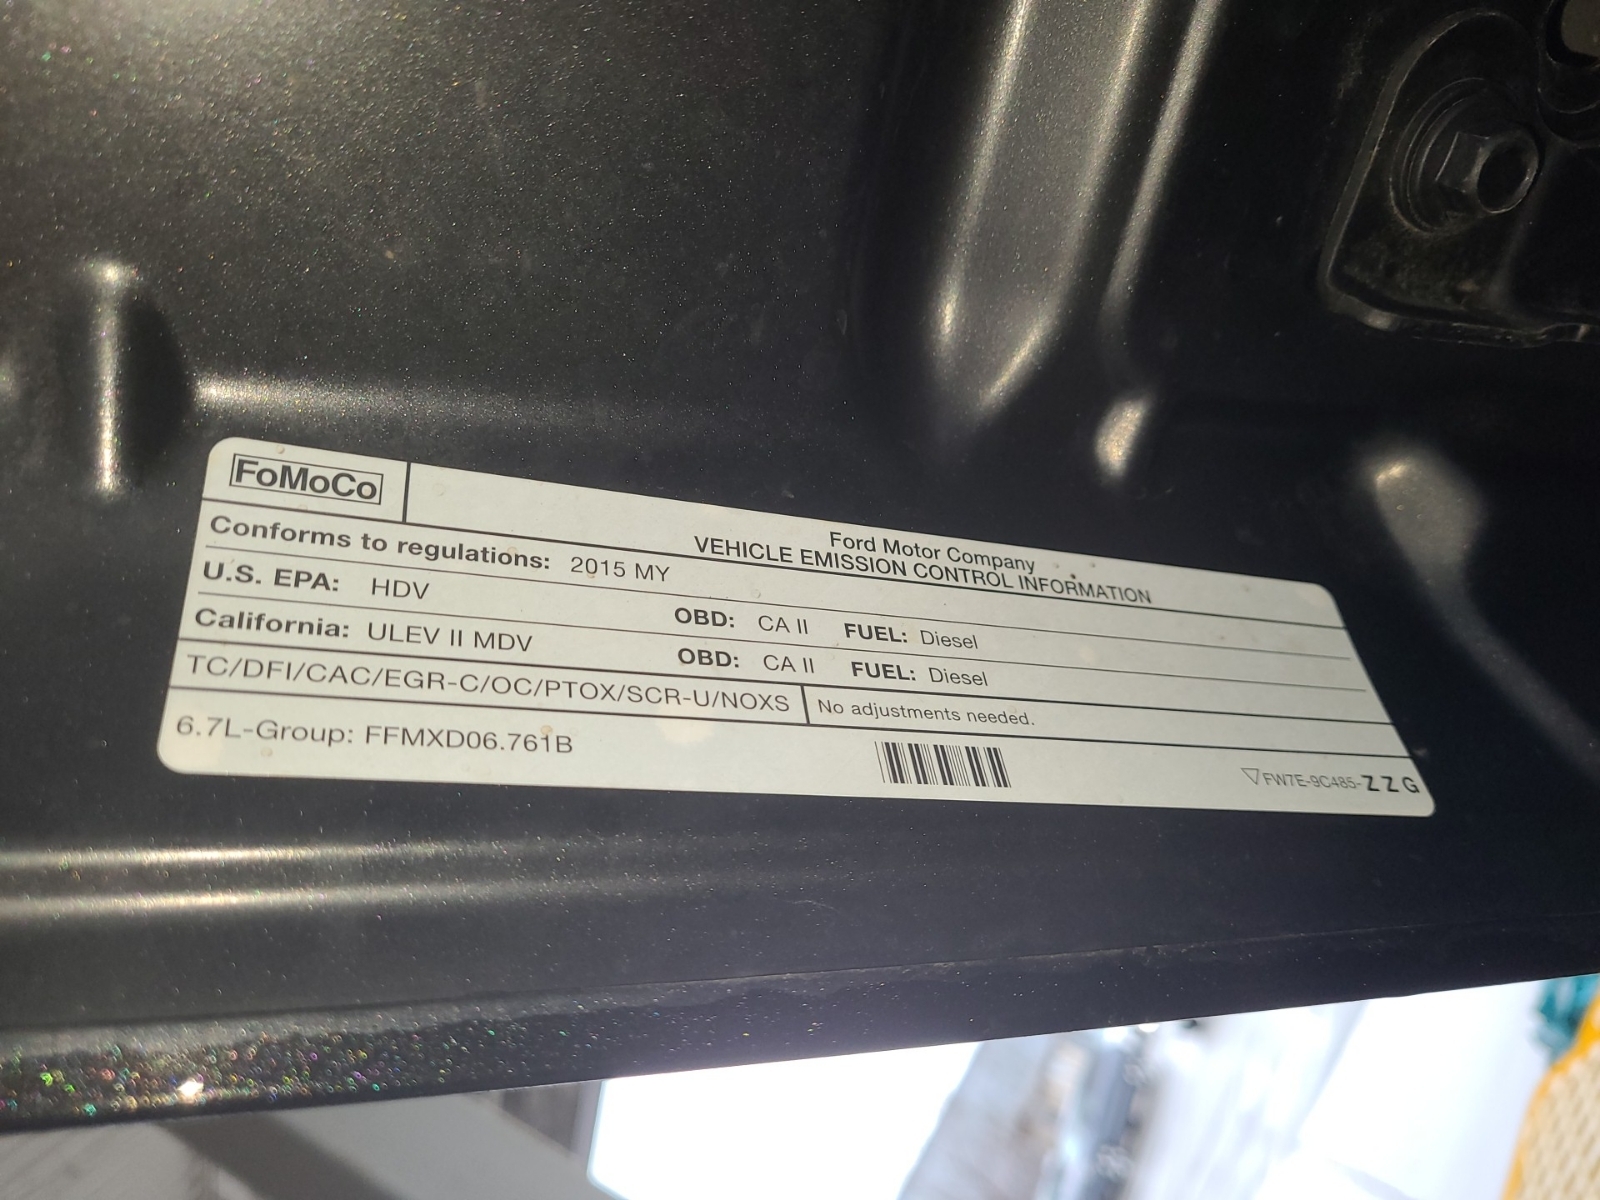 FoMoCo
Ford Motor Company
VEHICLE EMISSION CONTROL INFORMATION
Conforms to regulations: 2015 MY
U.S. EPA: HDV OBD: CA II FUEL: Diesel
California: ULEV II MDV OBD: CA II FUEL: Diesel
TC/DFI/CAC/EGR-C/OC/PTOX/SCR-U/NOXS No adjustments needed.
6.7L-Group: FFMXD06.761B
FW7E-9C485-ZZG